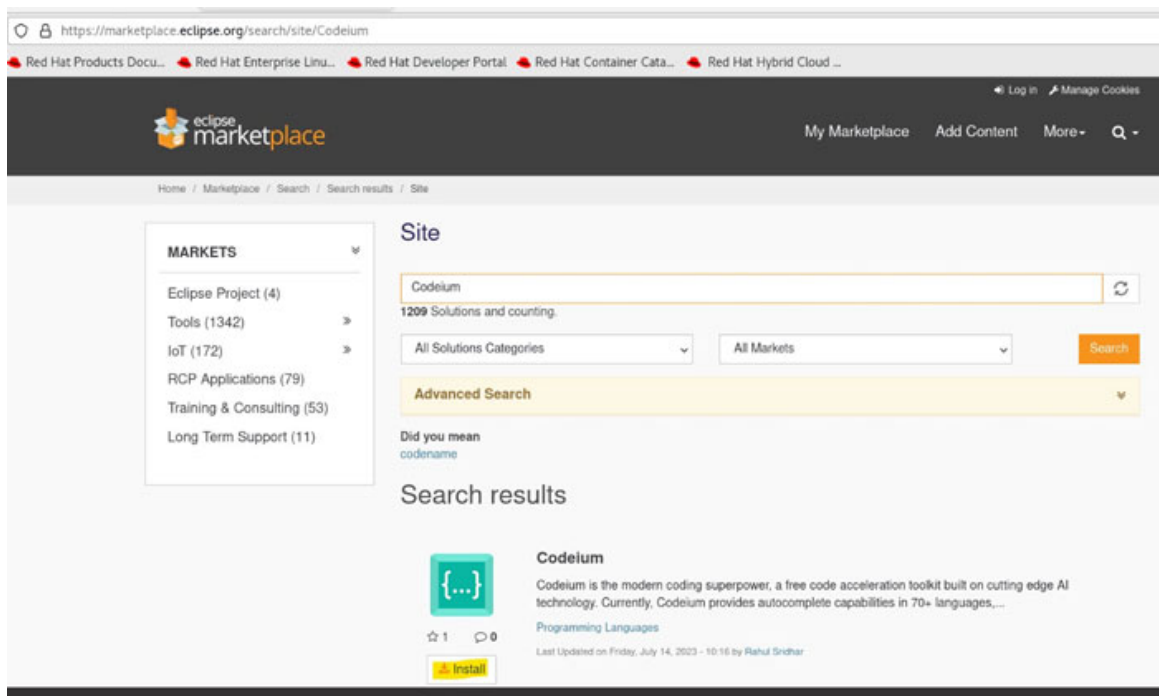 https://marketplace.eclipse.org/search/site/Codeium
Red Hat Products Docu... Red Hat Enterprise Linu... Red Hat Developer Portal Red Hat Container Cata... Red Hat Hybrid Cloud ...
Log in Manage Cookies
eclipse
marketplace
My Marketplace Add Content More
Home / Marketplace / Search / Search results / Site
MARKETS
Eclipse Project (4)
Tools (1342)
IoT (172)
RCP Applications (79)
Training & Consulting (53)
Long Term Support (11)
Site
Codeium
1209 Solutions and counting.
All Solutions Categories All Markets Search
Advanced Search
Did you mean
codename
Search results
{...}
1 0
Install
Codeium
Codeium is the modern coding superpower, a free code acceleration toolkit built on cutting edge AI
technology. Currently, Codeium provides autocomplete capabilities in 70+ languages,...
Programming Languages
Last Updated on Friday, July 14, 2023 - 10:16 by Rahul Sridhar